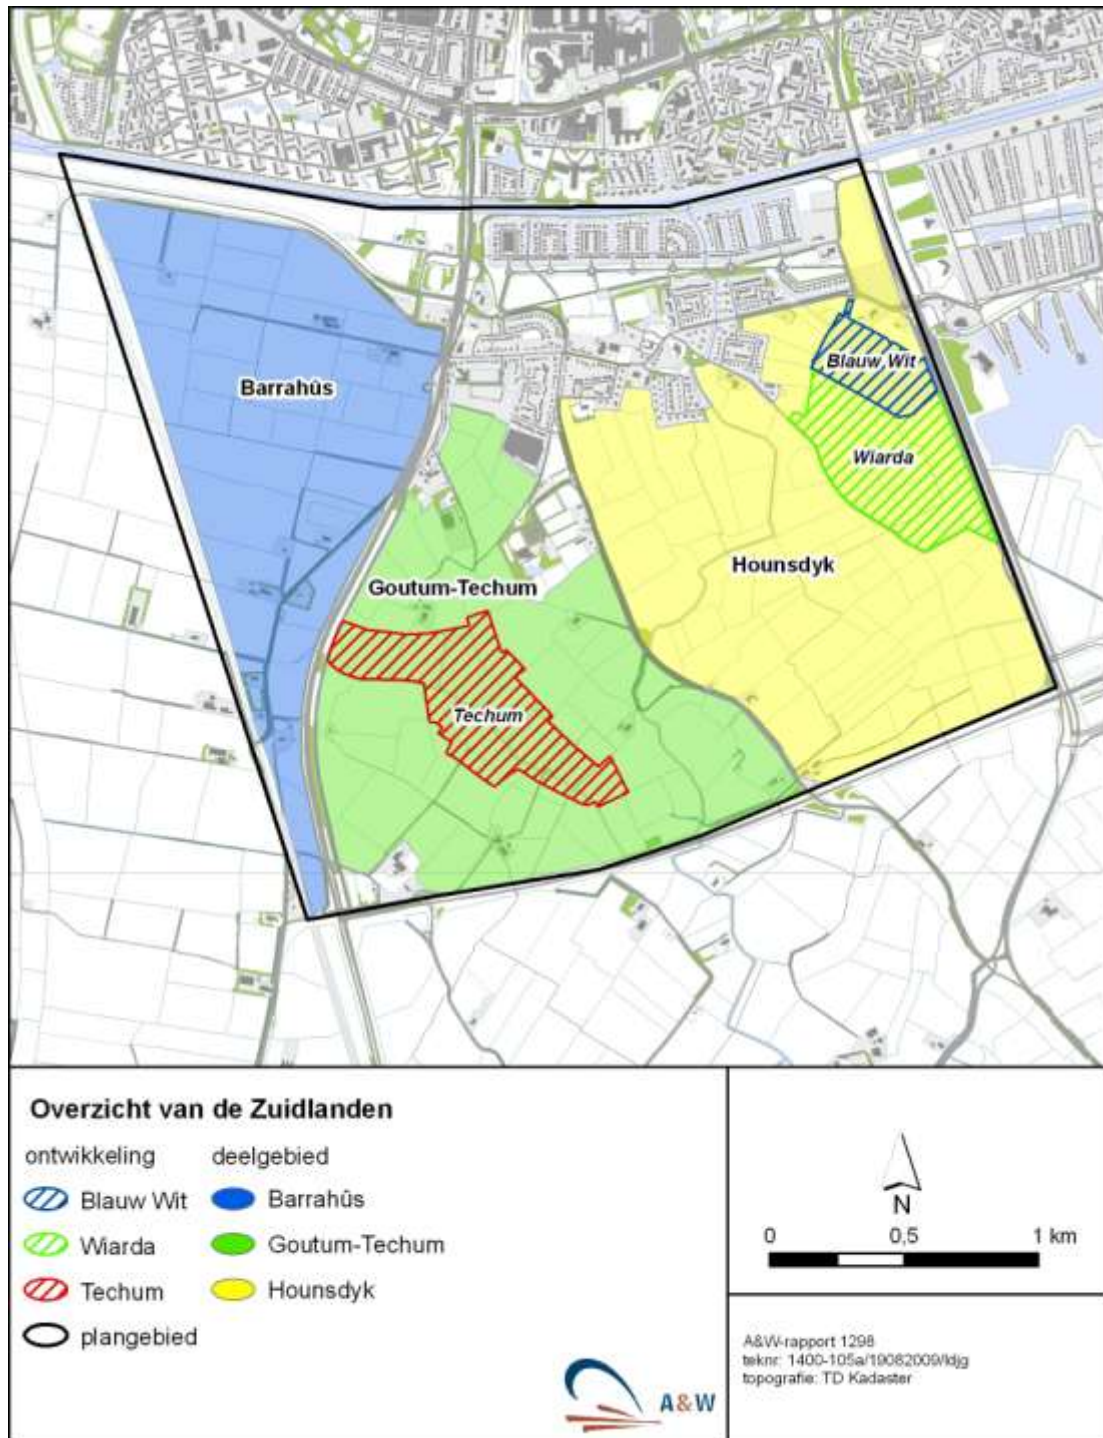 Barrahûs
Blauw Wit
Wiarda
Hounsdyk
Goutum-Techum
Techum
Overzicht van de Zuidlanden
ontwikkeling deelgebied
Blauw Wit Barrahûs
Wiarda Goutum-Techum
Techum Hounsdyk
plangebied
N
0 0,5 1 km
A&W-rapport 1298
teknr: 1400-105a/19082009/ldjg
topografie: TD Kadaster
A&W